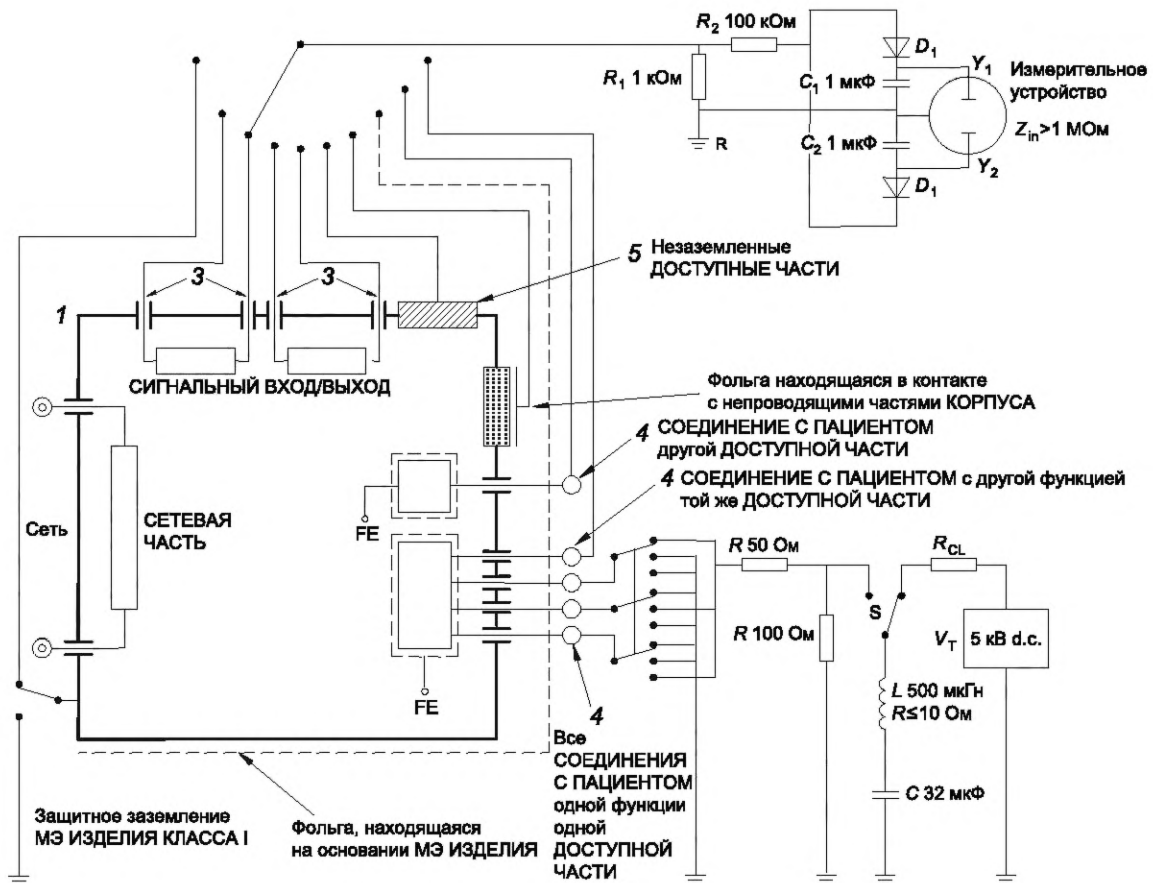 R2 100 кОм
D1
Y1
R1 1 кОм
C1 1 мкФ
Измерительное
устройство
Zin>1 МОм
R
C2 1 мкФ
Y2
D1
5 Незаземленные
ДОСТУПНЫЕ ЧАСТИ
3
3
1
СИГНАЛЬНЫЙ ВХОД/ВЫХОД
Фольга находящаяся в контакте
с непроводящими частями КОРПУСА
4 СОЕДИНЕНИЕ С ПАЦИЕНТОМ
другой ДОСТУПНОЙ ЧАСТИ
4 СОЕДИНЕНИЕ С ПАЦИЕНТОМ с другой функцией
той же ДОСТУПНОЙ ЧАСТИ
Сеть
СЕТЕВАЯ
ЧАСТЬ
FE
FE
R 50 Ом
RCL
R 100 Ом
S
VT
5 кВ d.c.
L 500 мкГн
R≤10 Ом
C 32 мкФ
4
Все
СОЕДИНЕНИЯ
С ПАЦИЕНТОМ
одной функции
одной
ДОСТУПНОЙ
ЧАСТИ
Защитное заземление
МЭ ИЗДЕЛИЯ КЛАССА I
Фольга, находящаяся
на основании МЭ ИЗДЕЛИЯ